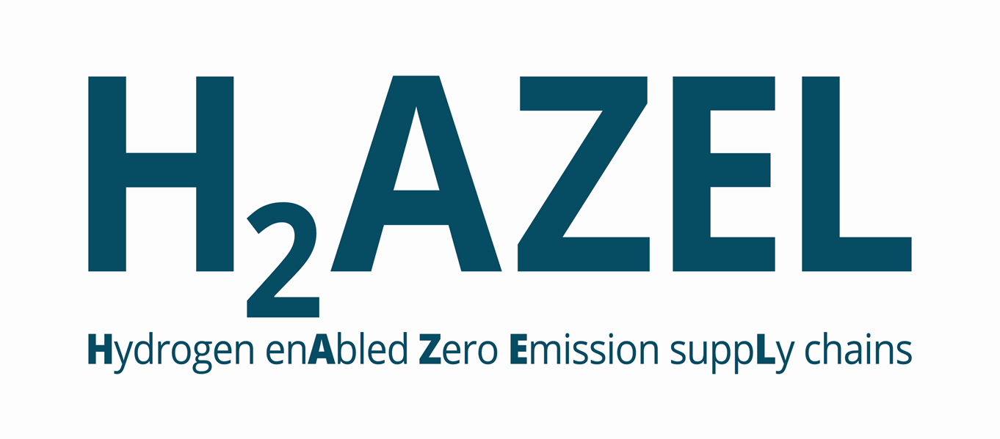 H₂AZEL
Hydrogen enAbled Zero Emission suppLy chains